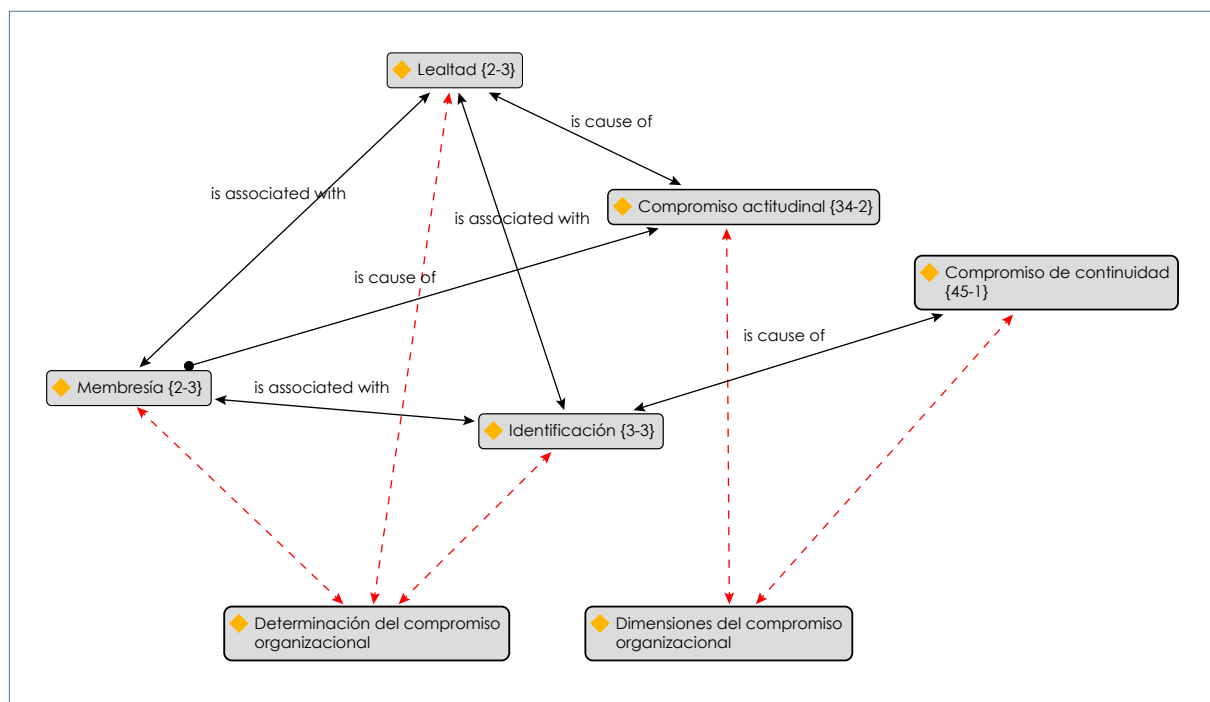 Lealtad {2-3}
is cause of
is associated with
Compromiso actitudinal {34-2}
is associated with
is cause of
Compromiso de continuidad
{45-1}
is cause of
Membresía {2-3}
is associated with
Identificación {3-3}
Determinación del compromiso
organizacional
Dimensiones del compromiso
organizacional